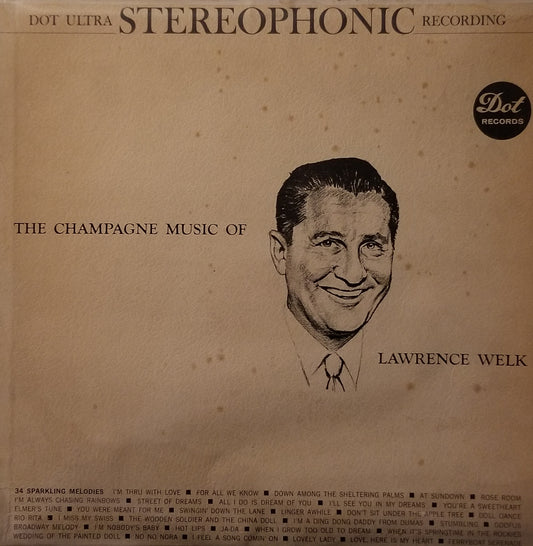 DOT ULTRA STEREOPHONIC RECORDING
Dot
RECORDS
THE CHAMPAGNE MUSIC OF
LAWRENCE WELK
34 SPARKLING MELODIES I'M THRU WITH LOVE ■ FOR ALL WE KNOW ■ DOWN AMONG THE SHELTERING PALMS ■ AT SUNDOWN ■ ROSE ROOM
I'M ALWAYS CHASING RAINBOWS ■ STREET OF DREAMS ■ ALL I DO IS DREAM OF YOU ■ I'LL SEE YOU IN MY DREAMS ■ YOU'RE A SWEETHEART
ELMER'S TUNE ■ YOU WERE MEANT FOR ME ■ SWINGIN' DOWN THE LANE ■ LINGER AWHILE ■ DON'T SIT UNDER THE APPLE TREE ■ DOLL DANCE
RIO RITA ■ I MISS MY SWISS ■ THE WOODEN SOLDIER AND THE CHINA DOLL ■ I'M A DING DONG DADDY FROM DUMAS ■ STUMBLING ■ GOOFUS
BROADWAY MELODY ■ I'M NOBODY'S BABY ■ HOT LIPS ■ JA-DA ■ WHEN I GROW TOO OLD TO DREAM ■ WHEN IT'S SPRINGTIME IN THE ROCKIES
WEDDING OF THE PAINTED DOLL ■ NO NO NORA ■ I FEEL A SONG COMIN' ON ■ LOVELY LADY ■ LOVE, HERE IS MY HEART ■ FERRYBOAT SERENADE